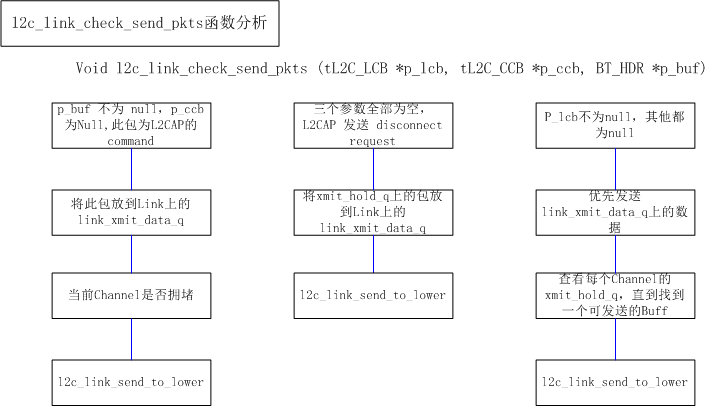 l2c_link_check_send_pkts函数分析
Void l2c_link_check_send_pkts (tL2C_LCB *p_lcb, tL2C_CCB *p_ccb, BT_HDR *p_buf)
p_buf 不为 null, p_ccb
为Null,此包为L2CAP的
command
将此包放到Link上的
link_xmit_data_q
当前Channel是否拥堵
l2c_link_send_to_lower
三个参数全部为空,
L2CAP 发送 disconnect
request
将xmit_hold_q上的包放
到Link上的
link_xmit_data_q
l2c_link_send_to_lower
P_lcb不为null, 其他都
为null
优先发送
link_xmit_data_q上的数
据
查看每个Channel的
xmit_hold_q, 直到找到
一个可发送的Buff
l2c_link_send_to_lower